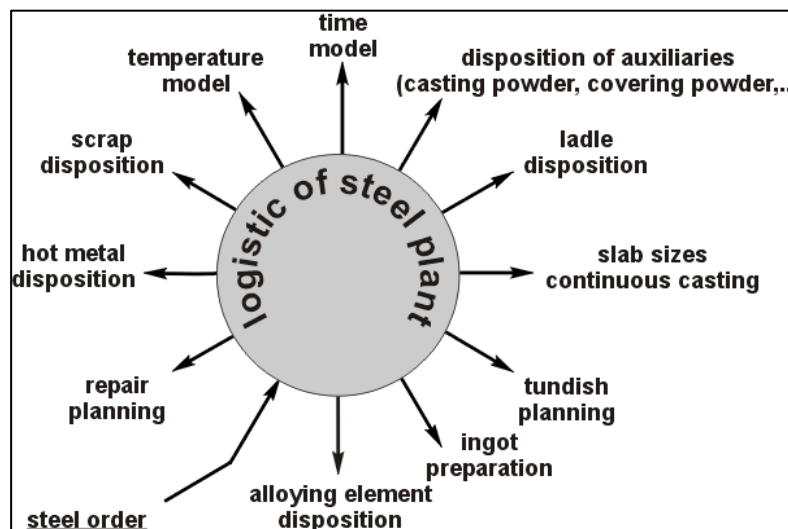 time
model
temperature
model
disposition of auxiliaries
(casting powder, covering powder,..
scrap
disposition
ladle
disposition
logistic of steel plant
hot metal
disposition
slab sizes
continuous casting
repair
planning
tundish
planning
ingot
preparation
alloying element
disposition
steel order